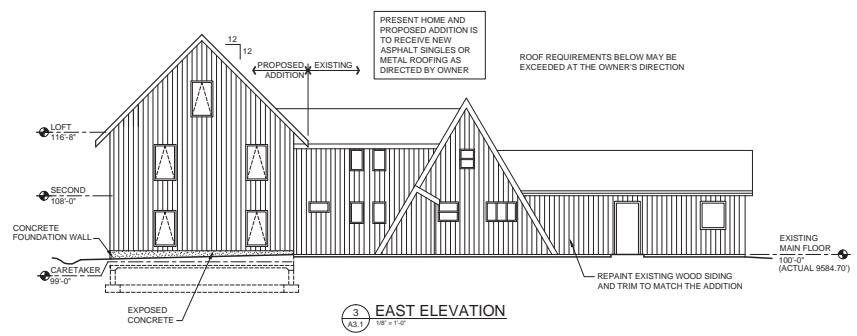 PRESENT HOME AND
PROPOSED ADDITION IS
TO RECEIVE NEW
ASPHALT SINGLES OR
METAL ROOFING AS
DIRECTED BY OWNER
ROOF REQUIREMENTS BELOW MAY BE
EXCEEDED AT THE OWNER'S DIRECTION
12
12
PROPOSED
ADDITION
EXISTING
LOFT
116'-8"
SECOND
108'-0"
CONCRETE
FOUNDATION WALL
CARETAKER
99'-0"
EXPOSED
CONCRETE
EXISTING
MAIN FLOOR
100'-0"
(ACTUAL 9584.70')
REPAINT EXISTING WOOD SIDING
AND TRIM TO MATCH THE ADDITION
3
A3.1
EAST ELEVATION
1/8" = 1'-0"